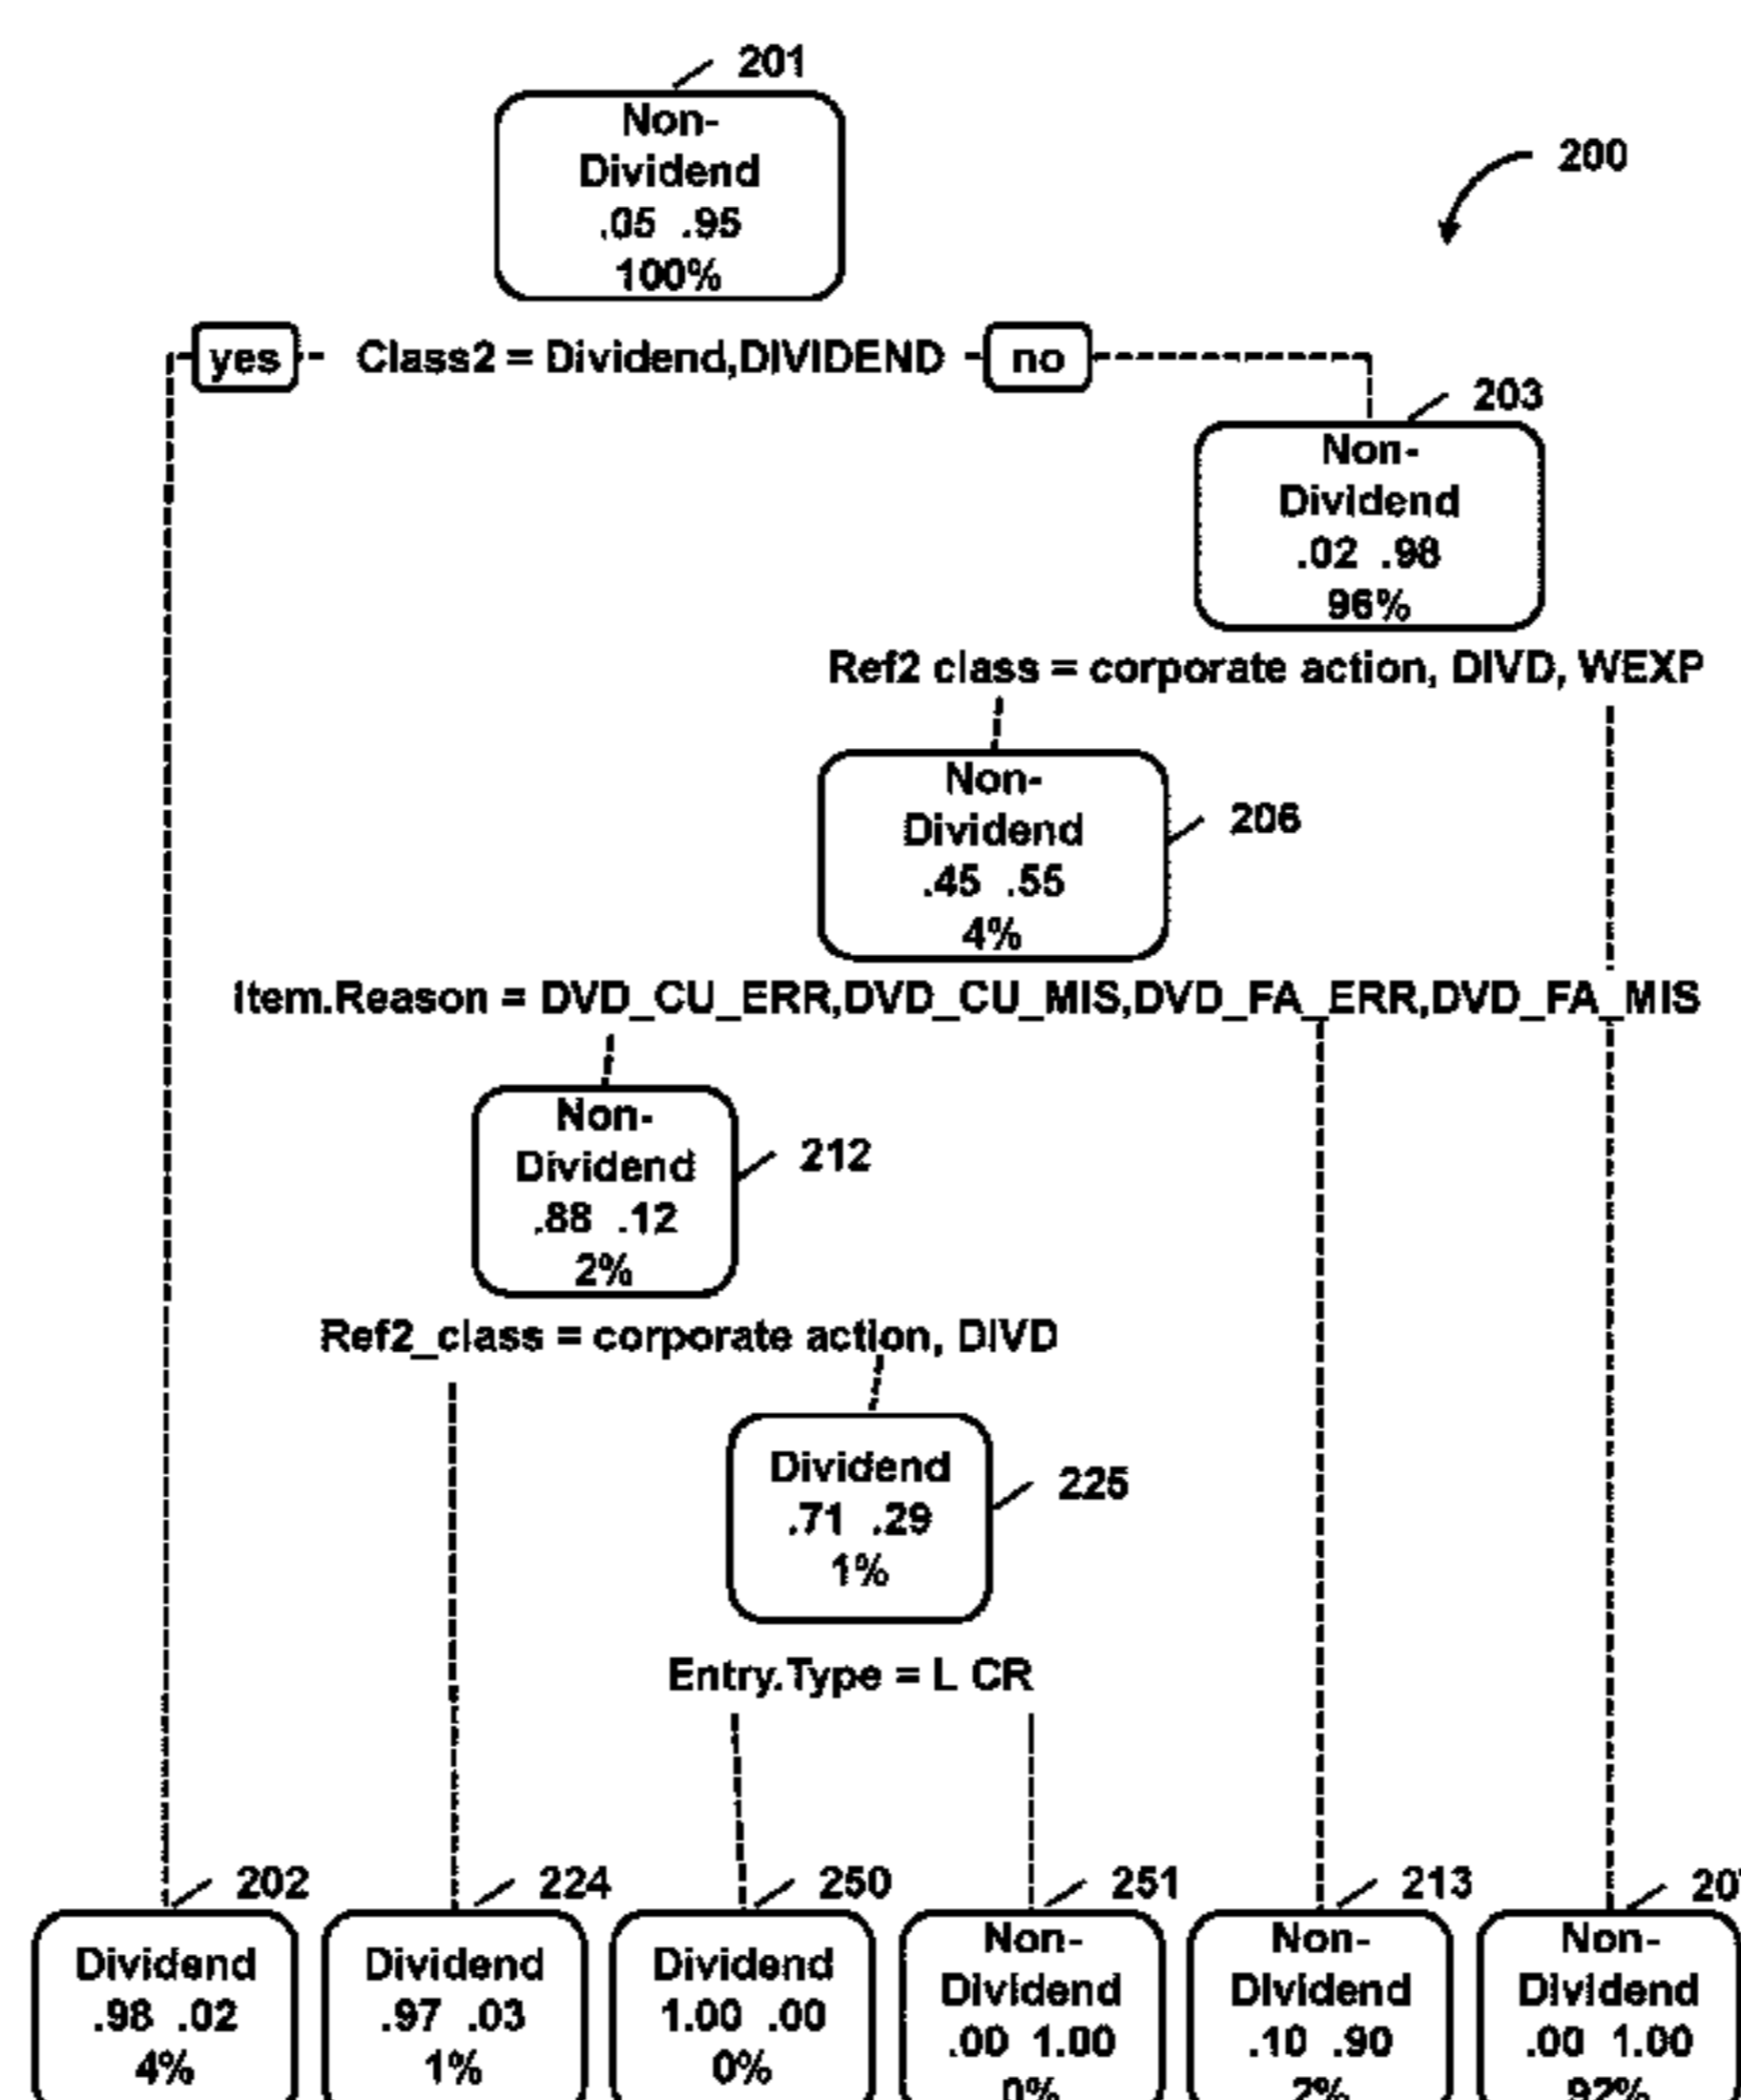 201
Non-
Dividend
.05 .95
100%
200
yes Class2 = Dividend,DIVIDEND no
203
Non-
Dividend
.02 .98
96%
Ref2 class = corporate action, DIVD, WEXP
Non-
Dividend
.45 .55
4%
206
Item.Reason = DVD_CU_ERR,DVD_CU_MIS,DVD_FA_ERR,DVD_FA_MIS
Non-
Dividend
.88 .12
2%
212
Ref2_class = corporate action, DIVD
Dividend
.71 .29
1%
225
Entry.Type = L CR
202
Dividend
.98 .02
4%
224
Dividend
.97 .03
1%
250
Dividend
1.00 .00
0%
251
Non-
Dividend
.00 1.00
0%
213
Non-
Dividend
.10 .90
2%
Non-
Dividend
.00 1.00
92%